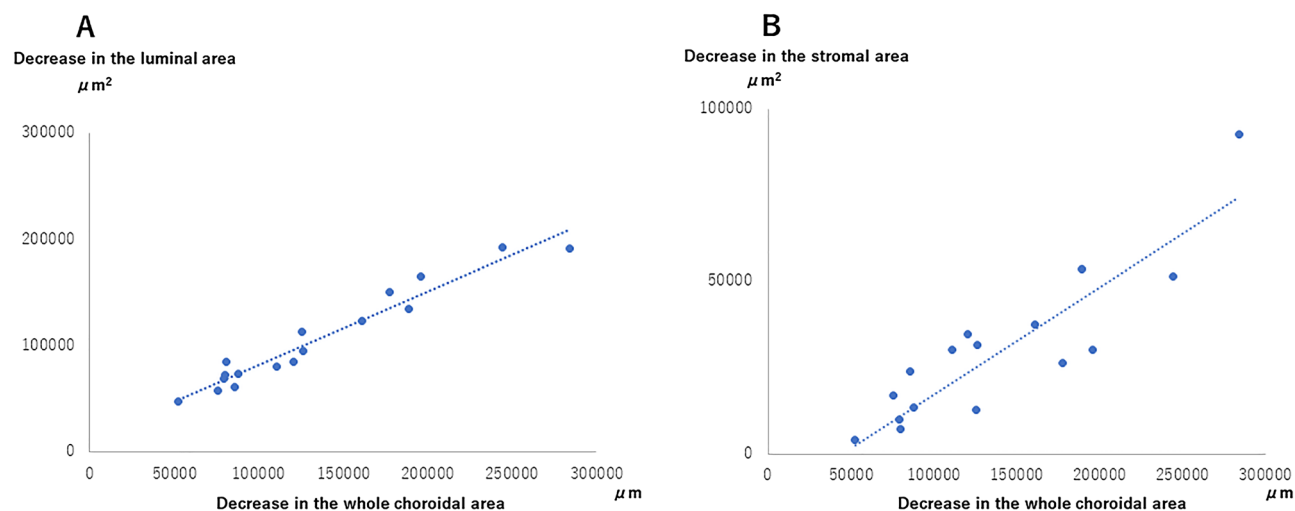 A
Decrease in the luminal area
μm²
300000
200000
100000
0
0 50000 100000 150000 200000 250000 300000
μm
Decrease in the whole choroidal area
B
Decrease in the stromal area
μm²
100000
50000
0
0 50000 100000 150000 200000 250000 300000
μm
Decrease in the whole choroidal area